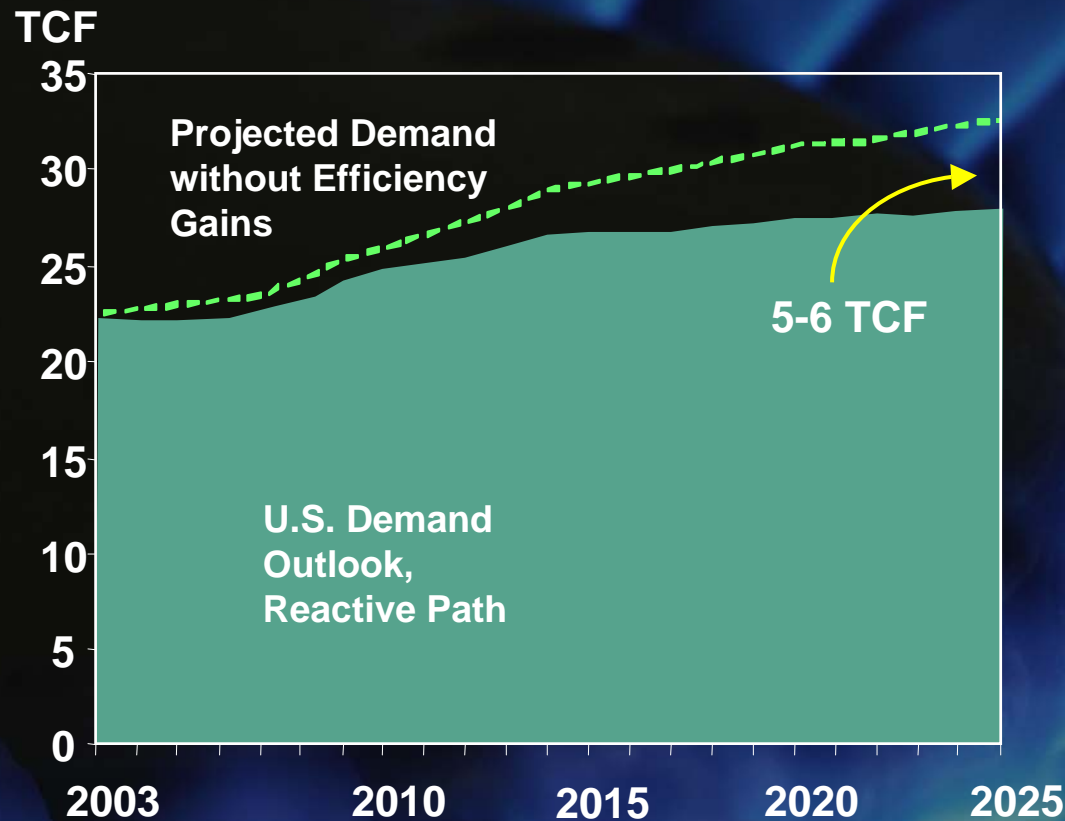 TCF
35
Projected Demand
without Efficiency
Gains
30
25
5-6 TCF
20
15
U.S. Demand
Outlook,
Reactive Path
10
5
0
2003 2010 2015 2020 2025